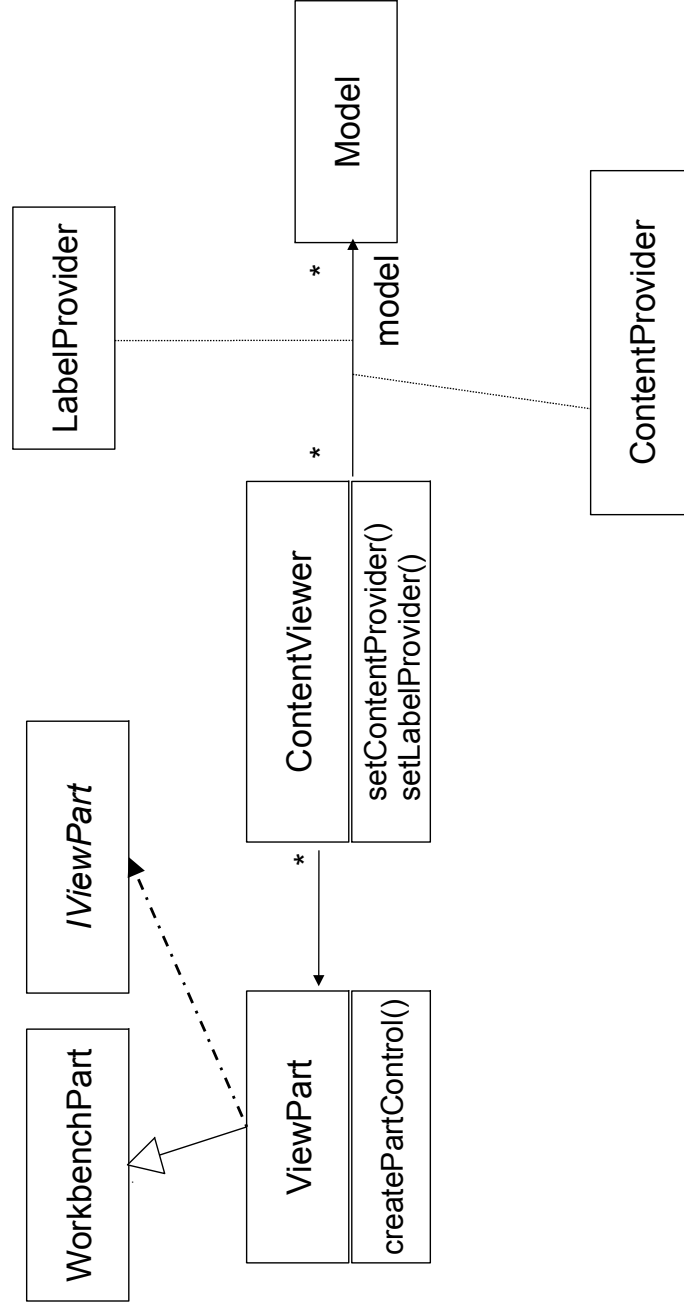 WorkbenchPart
IViewPart
LabelProvider
ViewPart
*
ContentViewer
*
*
Model
model
createPartControl()
setContentProvider()
setLabelProvider()
ContentProvider